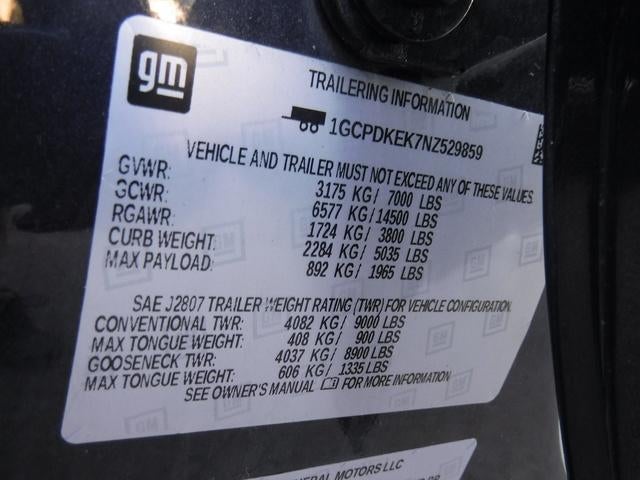 gm
TRAILERING INFORMATION
1GCPDKEK7NZ529859
VEHICLE AND TRAILER MUST NOT EXCEED ANY OF THESE VALUES
GVWR: 3175 KG/ 7000 LBS
GCWR: 6577 KG/14500 LBS
RGAWR: 1724 KG/ 3800 LBS
CURB WEIGHT: 2284 KG/ 5035 LBS
MAX PAYLOAD: 892 KG/ 1965 LBS
SAE J2807 TRAILER WEIGHT RATING (TWR) FOR VEHICLE CONFIGURATION.
CONVENTIONAL TWR: 4082 KG/ 9000 LBS
MAX TONGUE WEIGHT: 408 KG/ 900 LBS
GOOSENECK TWR: 4037 KG/ 8900 LBS
MAX TONGUE WEIGHT: 606 KG/ 1335 LBS
SEE OWNER'S MANUAL FOR MORE INFORMATION
MOTORS LLC